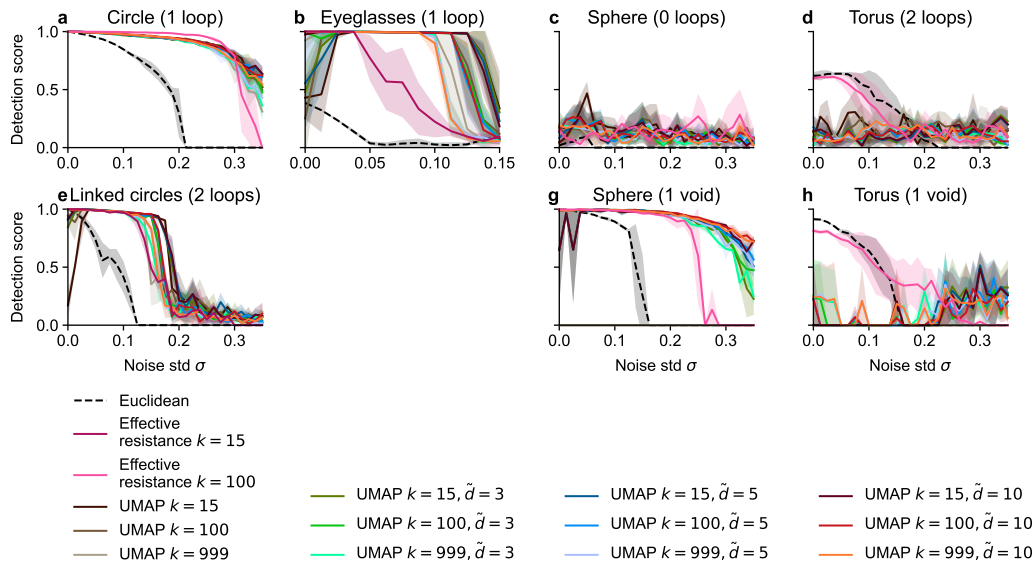 a Circle (1 loop)
b Eyeglasses (1 loop)
c Sphere (0 loops)
d Torus (2 loops)
Detection score
1.0
0.5
0.0
0.0 0.1 0.2 0.3
0.00 0.05 0.10 0.15
0.0 0.1 0.2 0.3
0.0 0.1 0.2 0.3
e Linked circles (2 loops)
g Sphere (1 void)
h Torus (1 void)
Detection score
1.0
0.5
0.0
0.0 0.1 0.2 0.3
0.0 0.1 0.2 0.3
0.0 0.1 0.2 0.3
Noise std σ
Noise std σ
Noise std σ
Euclidean
Effective
resistance k = 15
Effective
resistance k = 100
UMAP k = 15
UMAP k = 100
UMAP k = 999
UMAP k = 15, d̃ = 3
UMAP k = 100, d̃ = 3
UMAP k = 999, d̃ = 3
UMAP k = 15, d̃ = 5
UMAP k = 100, d̃ = 5
UMAP k = 999, d̃ = 5
UMAP k = 15, d̃ = 10
UMAP k = 100, d̃ = 10
UMAP k = 999, d̃ = 10